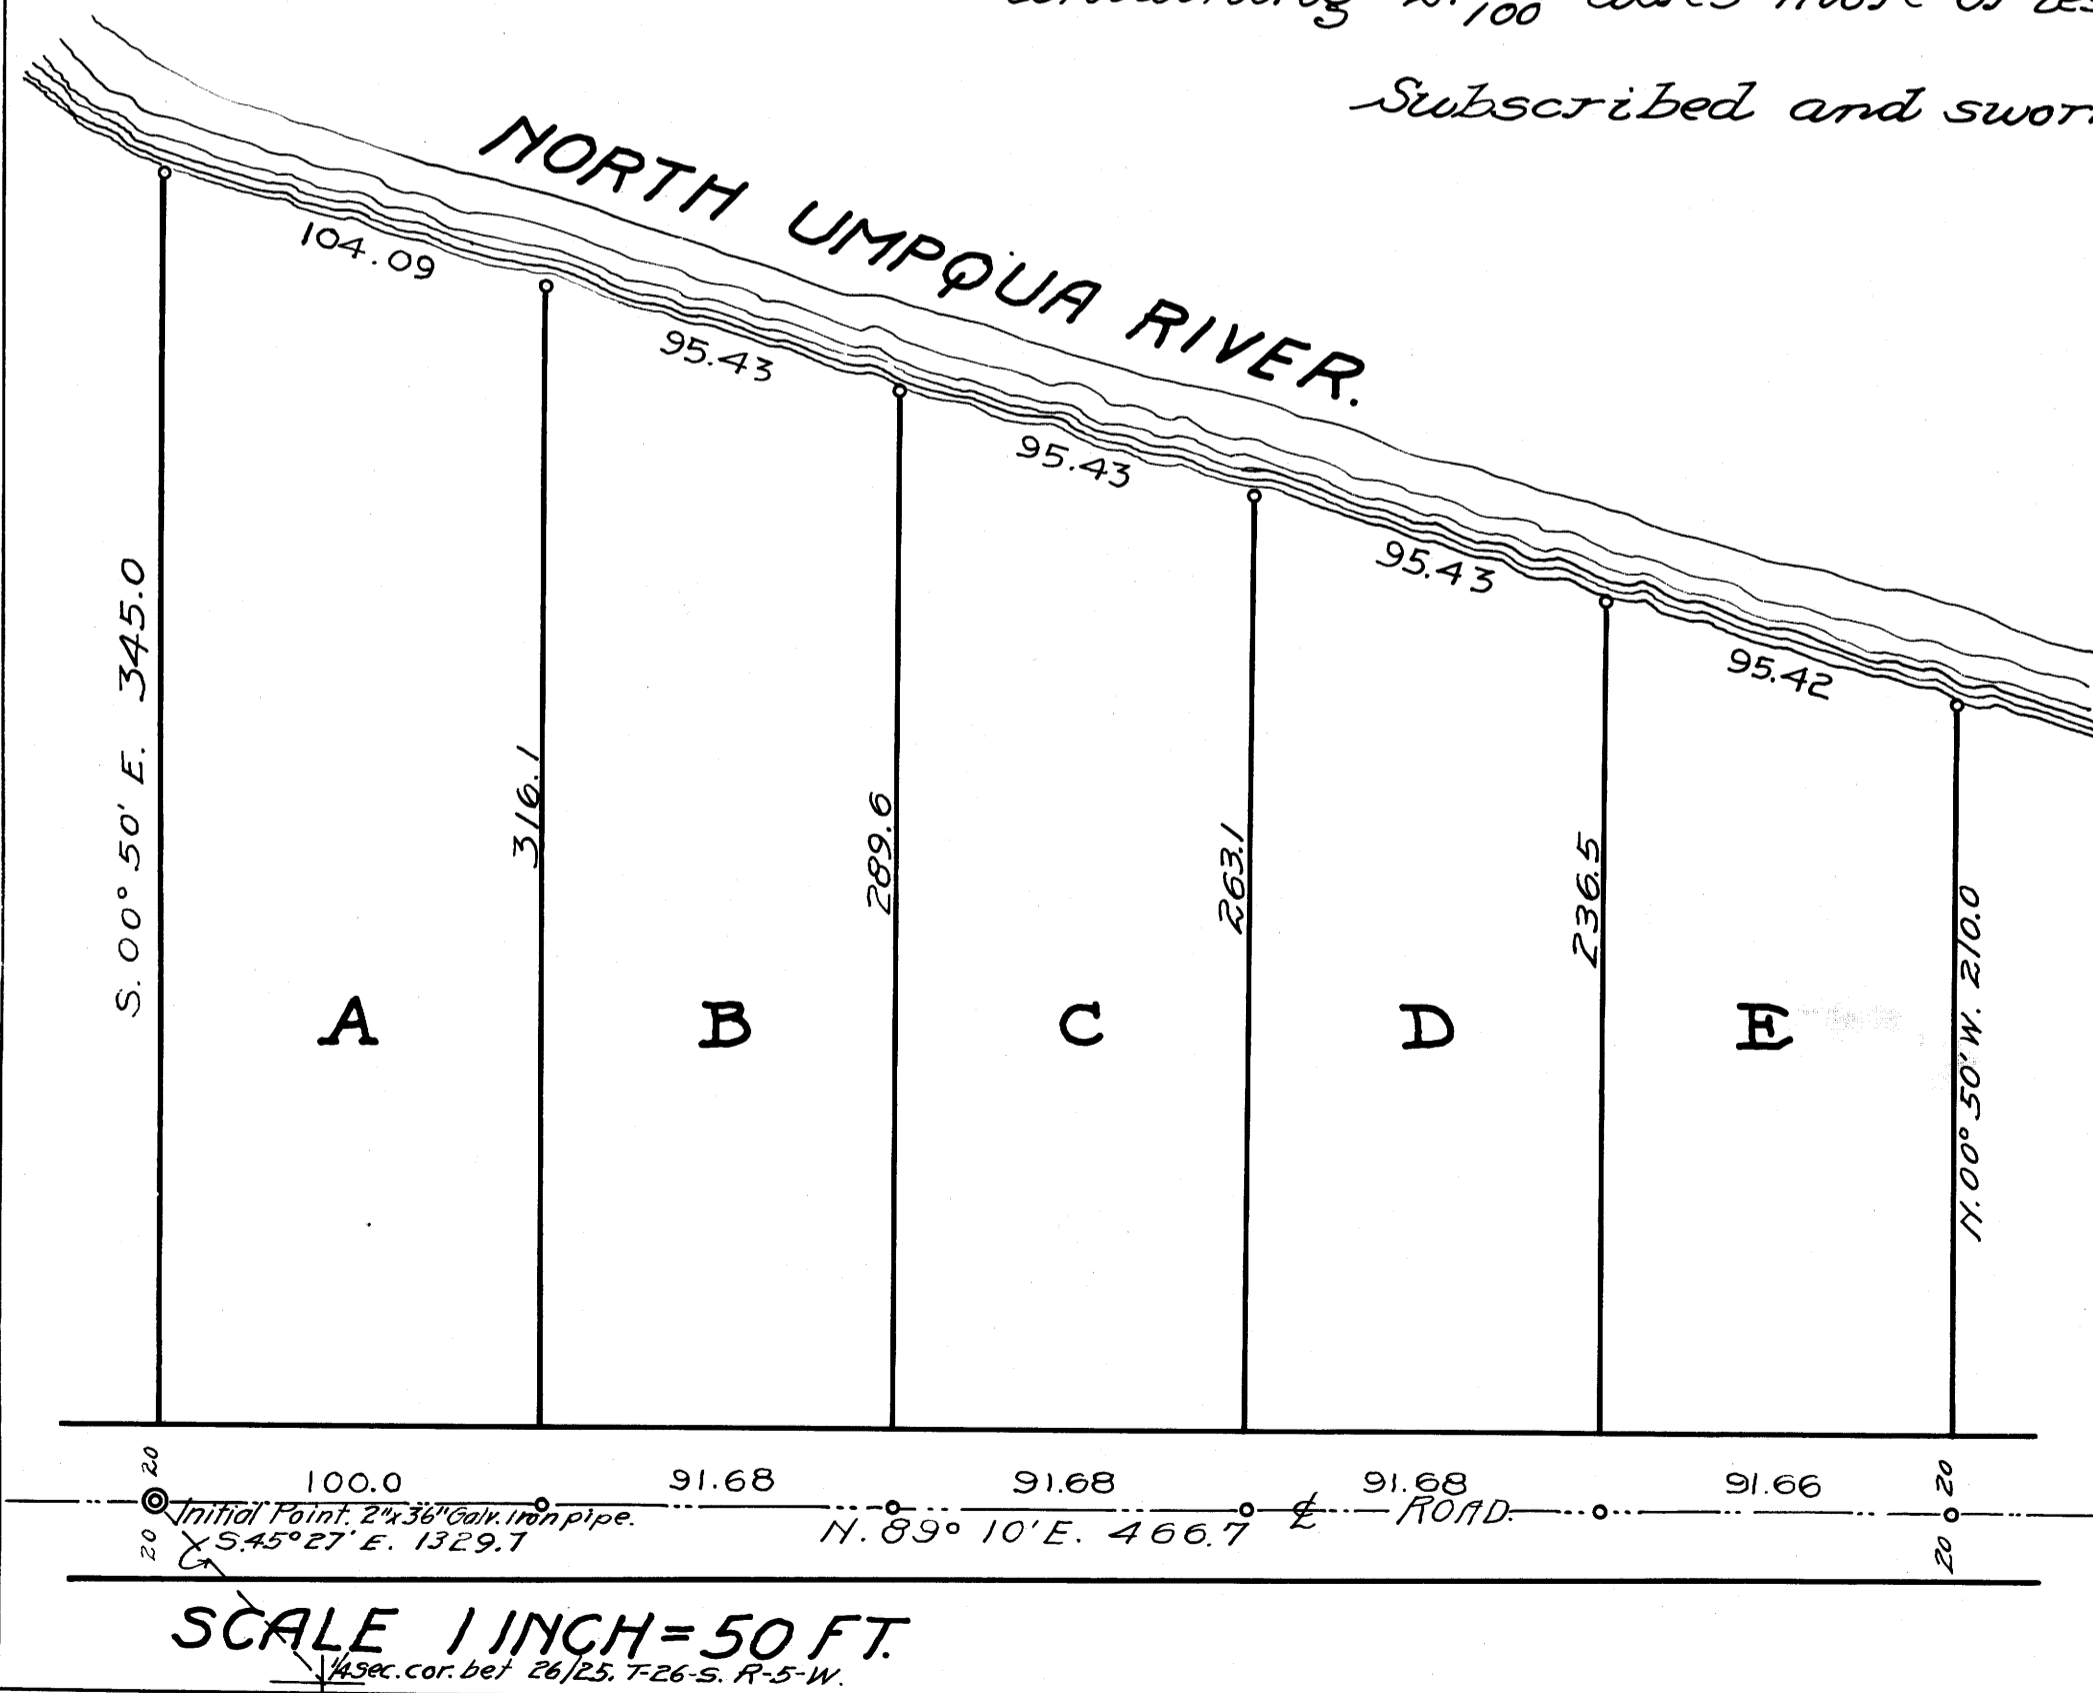 100 more or
Subscribed and
NORTH UMPQUA RIVER.
104.09
95.43
95.43
95.43
95.42
S. 00° 50' E. 345.0
316.1
289.6
263.1
236.5
N. 00° 50' W. 210.0
A B C D E
20 100.0 91.68 91.68 91.68 91.66 20
Initial Point. 2"x36" Galv. Iron pipe.
℄ ROAD.
20 S.45° 27' E. 1329.7 N. 89° 10' E. 466.7 20
SCALE 1 INCH = 50 FT.
1/4 sec. cor. bet 26/25. T-26-S. R-5-W.